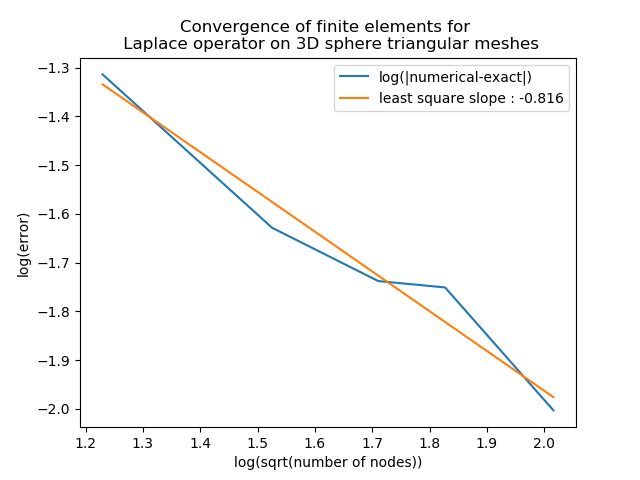 Convergence of finite elements for
Laplace operator on 3D sphere triangular meshes
log(|numerical-exact|)
least square slope : -0.816
−1.3
−1.4
−1.5
−1.6
−1.7
−1.8
−1.9
−2.0
log(error)
1.2 1.3 1.4 1.5 1.6 1.7 1.8 1.9 2.0
log(sqrt(number of nodes))